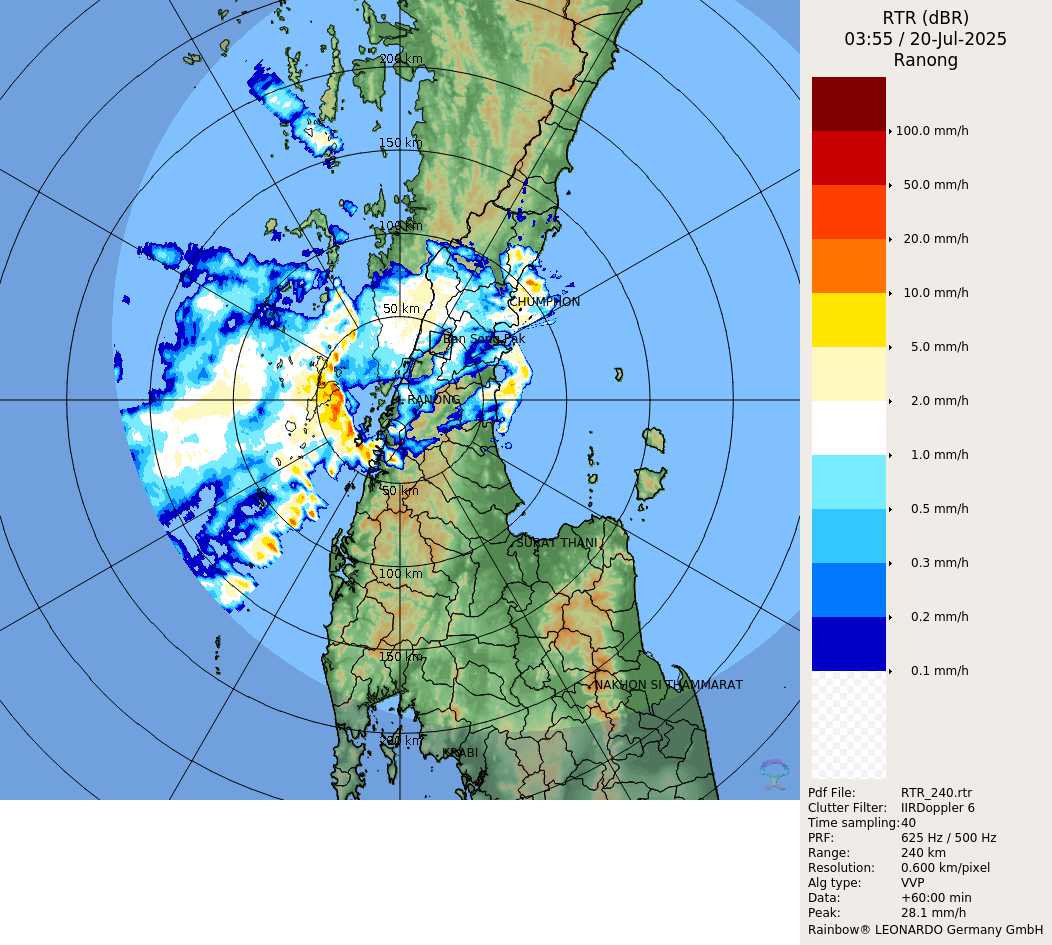 RTR (dBR)
03:55 / 20-Jul-2025
Ranong
100.0 mm/h
50.0 mm/h
20.0 mm/h
10.0 mm/h
5.0 mm/h
2.0 mm/h
1.0 mm/h
0.5 mm/h
0.3 mm/h
0.2 mm/h
0.1 mm/h
Pdf File: RTR_240.rtr
Clutter Filter: IIRDoppler 6
Time sampling: 40
PRF: 625 Hz / 500 Hz
Range: 240 km
Resolution: 0.600 km/pixel
Alg type: VVP
Data: +60:00 min
Peak: 28.1 mm/h
Rainbow® LEONARDO Germany GmbH
200 km
150 km
100 km
CHUMPHON
50 km
Ban Song Pak
RANONG
50 km
SURAT THANI
100 km
150 km
NAKHON SI THAMMARAT
200 km
KRABI